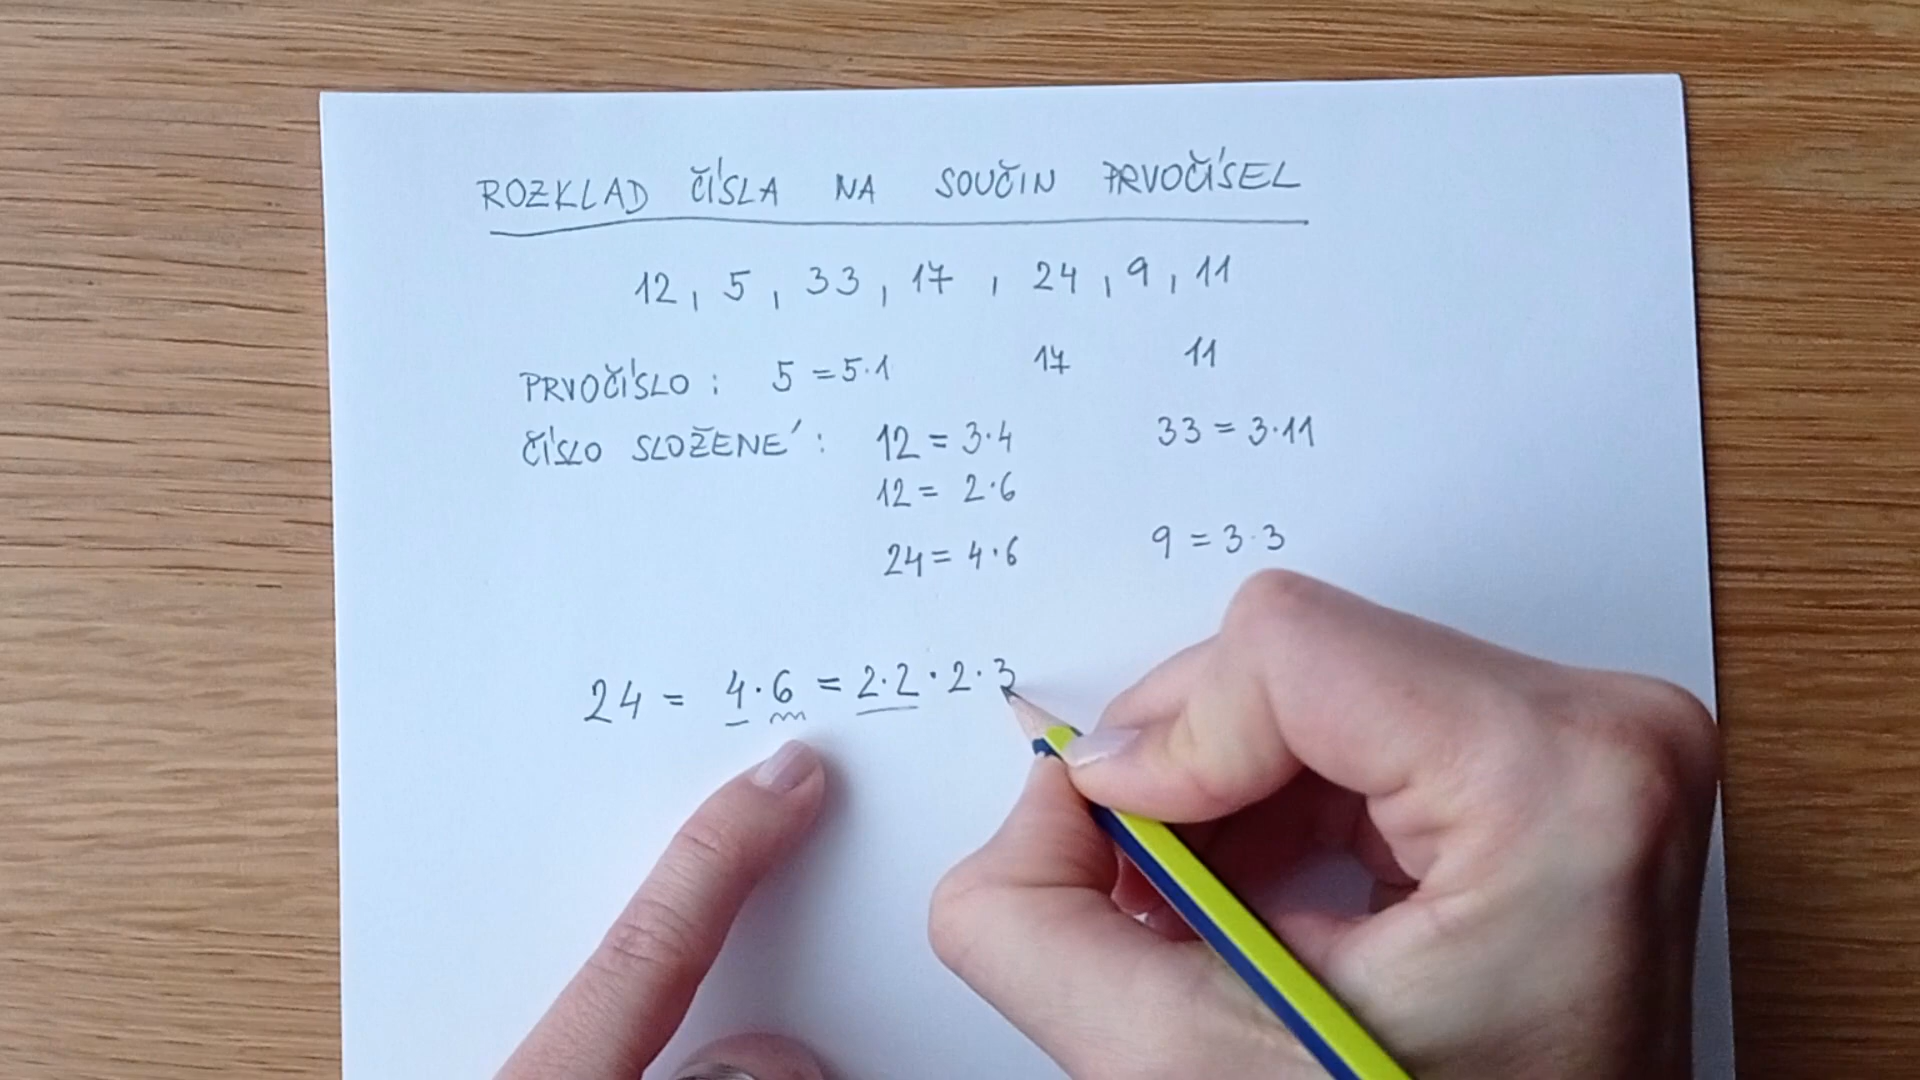 ROZKLAD ČÍSLA NA SOUČIN PRVOČÍSEL
12, 5, 33, 17, 24, 9, 11
PRVOČÍSLO: 5 = 5·1 17 11
ČÍSLO SLOŽENÉ: 12 = 3·4 33 = 3·11
12 = 2·6
24 = 4·6 9 = 3·3
24 = 4·6 = 2·2·2·3